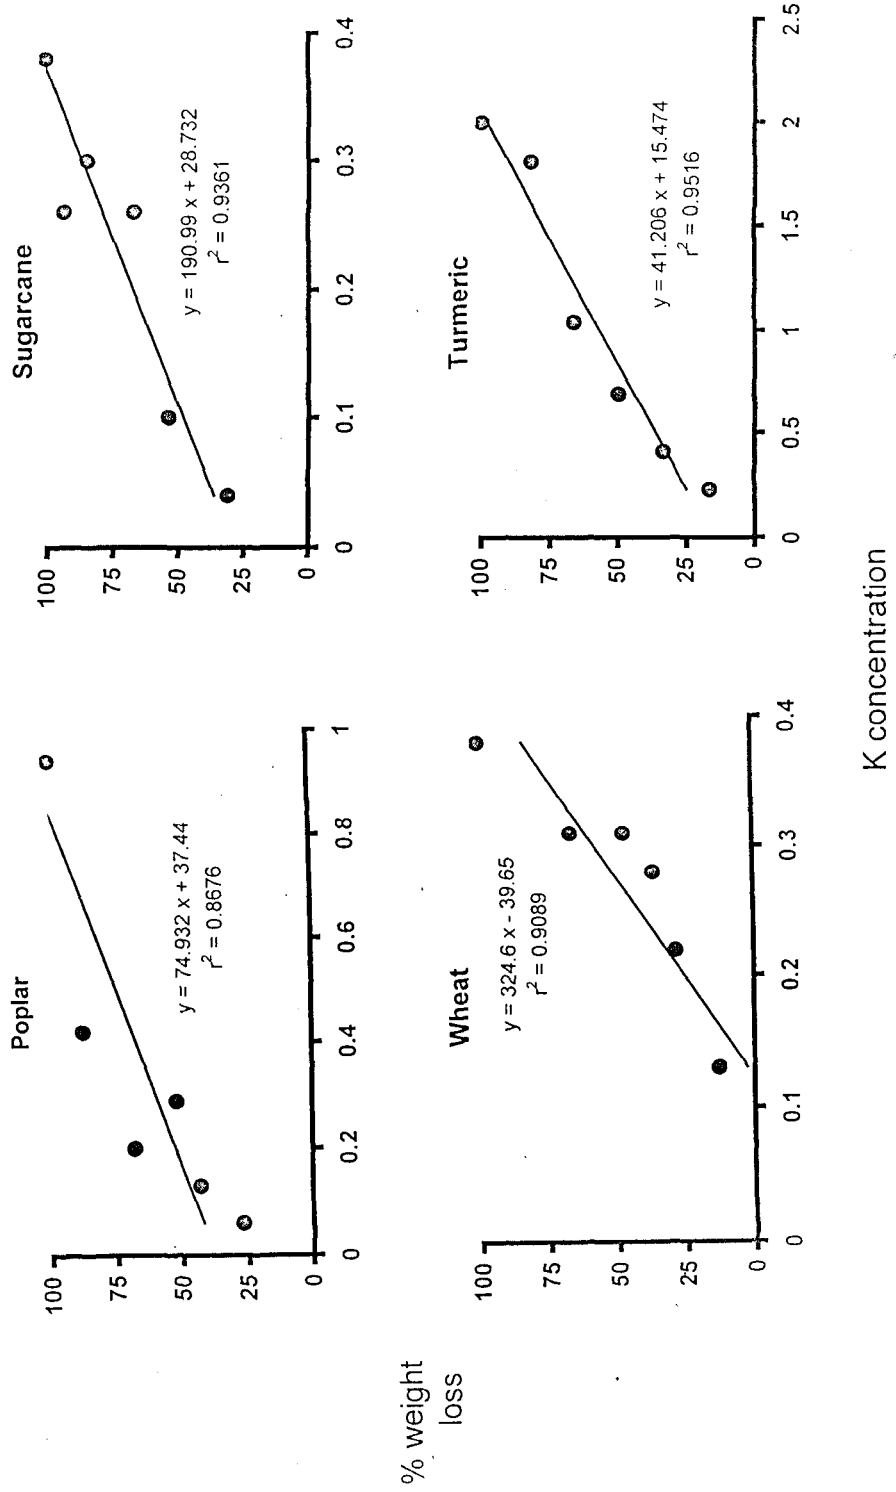 Poplar
100
75
50
25
0
0
0.2
0.4
0.6
0.8
1
y = 74.932 x + 37.44
r² = 0.8676
Sugarcane
100
75
50
25
0
0
0.1
0.2
0.3
0.4
y = 190.99 x + 28.732
r² = 0.9361
% weight
loss
Wheat
100
75
50
25
0
0
0.1
0.2
0.3
0.4
y = 324.6 x - 39.65
r² = 0.9089
Turmeric
100
75
50
25
0
0
0.5
1
1.5
2
2.5
y = 41.206 x + 15.474
r² = 0.9516
K concentration